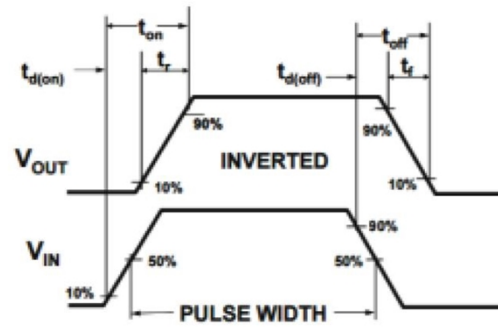 t_on t_off
t_d(on) t_r t_d(off) t_f
90% 90%
V_OUT INVERTED
10% 10%
90%
V_IN 50% 50%
10%
PULSE WIDTH